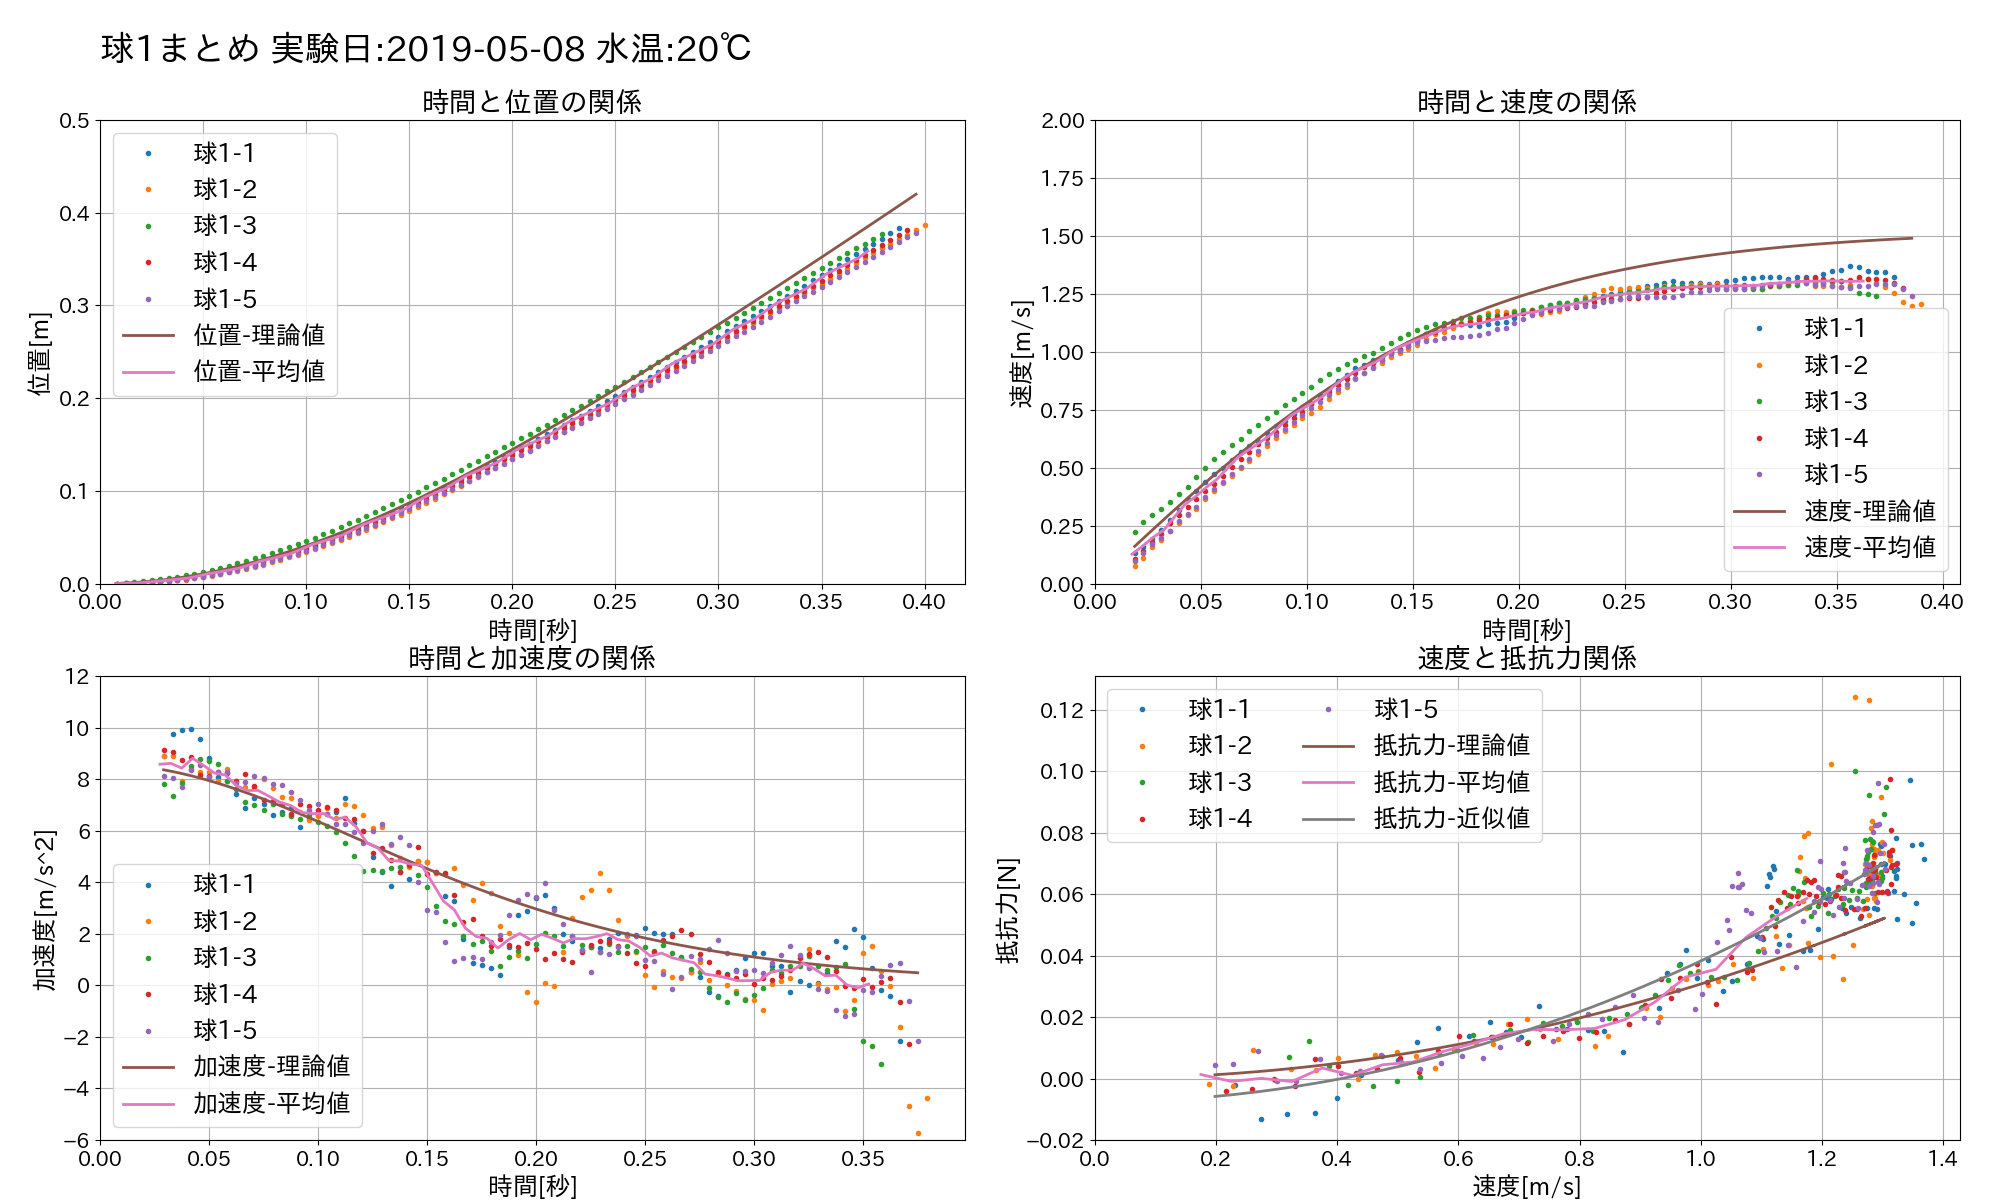 球1まとめ 実験日:2019-05-08 水温:20℃
時間と位置の関係
0.5
0.4
0.3
0.2
0.1
0.0
位置[m]
球1-1
球1-2
球1-3
球1-4
球1-5
位置-理論値
位置-平均値
0.00 0.05 0.10 0.15 0.20 0.25 0.30 0.35 0.40
時間[秒]
時間と速度の関係
2.00
1.75
1.50
1.25
1.00
0.75
0.50
0.25
0.00
速度[m/s]
球1-1
球1-2
球1-3
球1-4
球1-5
速度-理論値
速度-平均値
0.00 0.05 0.10 0.15 0.20 0.25 0.30 0.35 0.40
時間[秒]
時間と加速度の関係
12
10
8
6
4
2
0
−2
−4
−6
加速度[m/s^2]
球1-1
球1-2
球1-3
球1-4
球1-5
加速度-理論値
加速度-平均値
0.00 0.05 0.10 0.15 0.20 0.25 0.30 0.35
時間[秒]
速度と抵抗力関係
0.12
0.10
0.08
0.06
0.04
0.02
0.00
−0.02
抵抗力[N]
球1-1
球1-2
球1-3
球1-4
球1-5
抵抗力-理論値
抵抗力-平均値
抵抗力-近似値
0.0 0.2 0.4 0.6 0.8 1.0 1.2 1.4
速度[m/s]